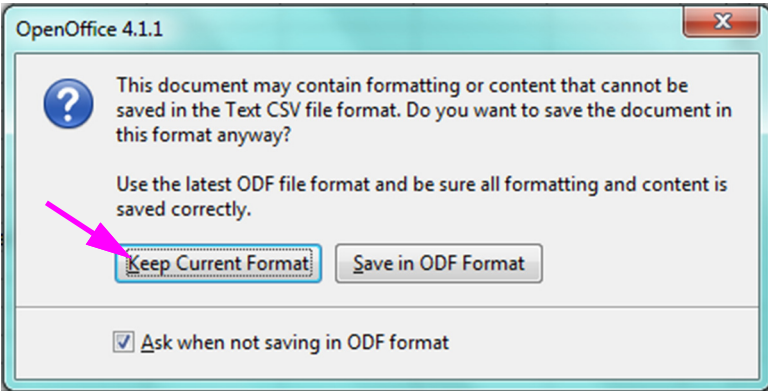 OpenOffice 4.1.1
This document may contain formatting or content that cannot be
saved in the Text CSV file format. Do you want to save the document in
this format anyway?
Use the latest ODF file format and be sure all formatting and content is
saved correctly.
Keep Current Format
Save in ODF Format
Ask when not saving in ODF format